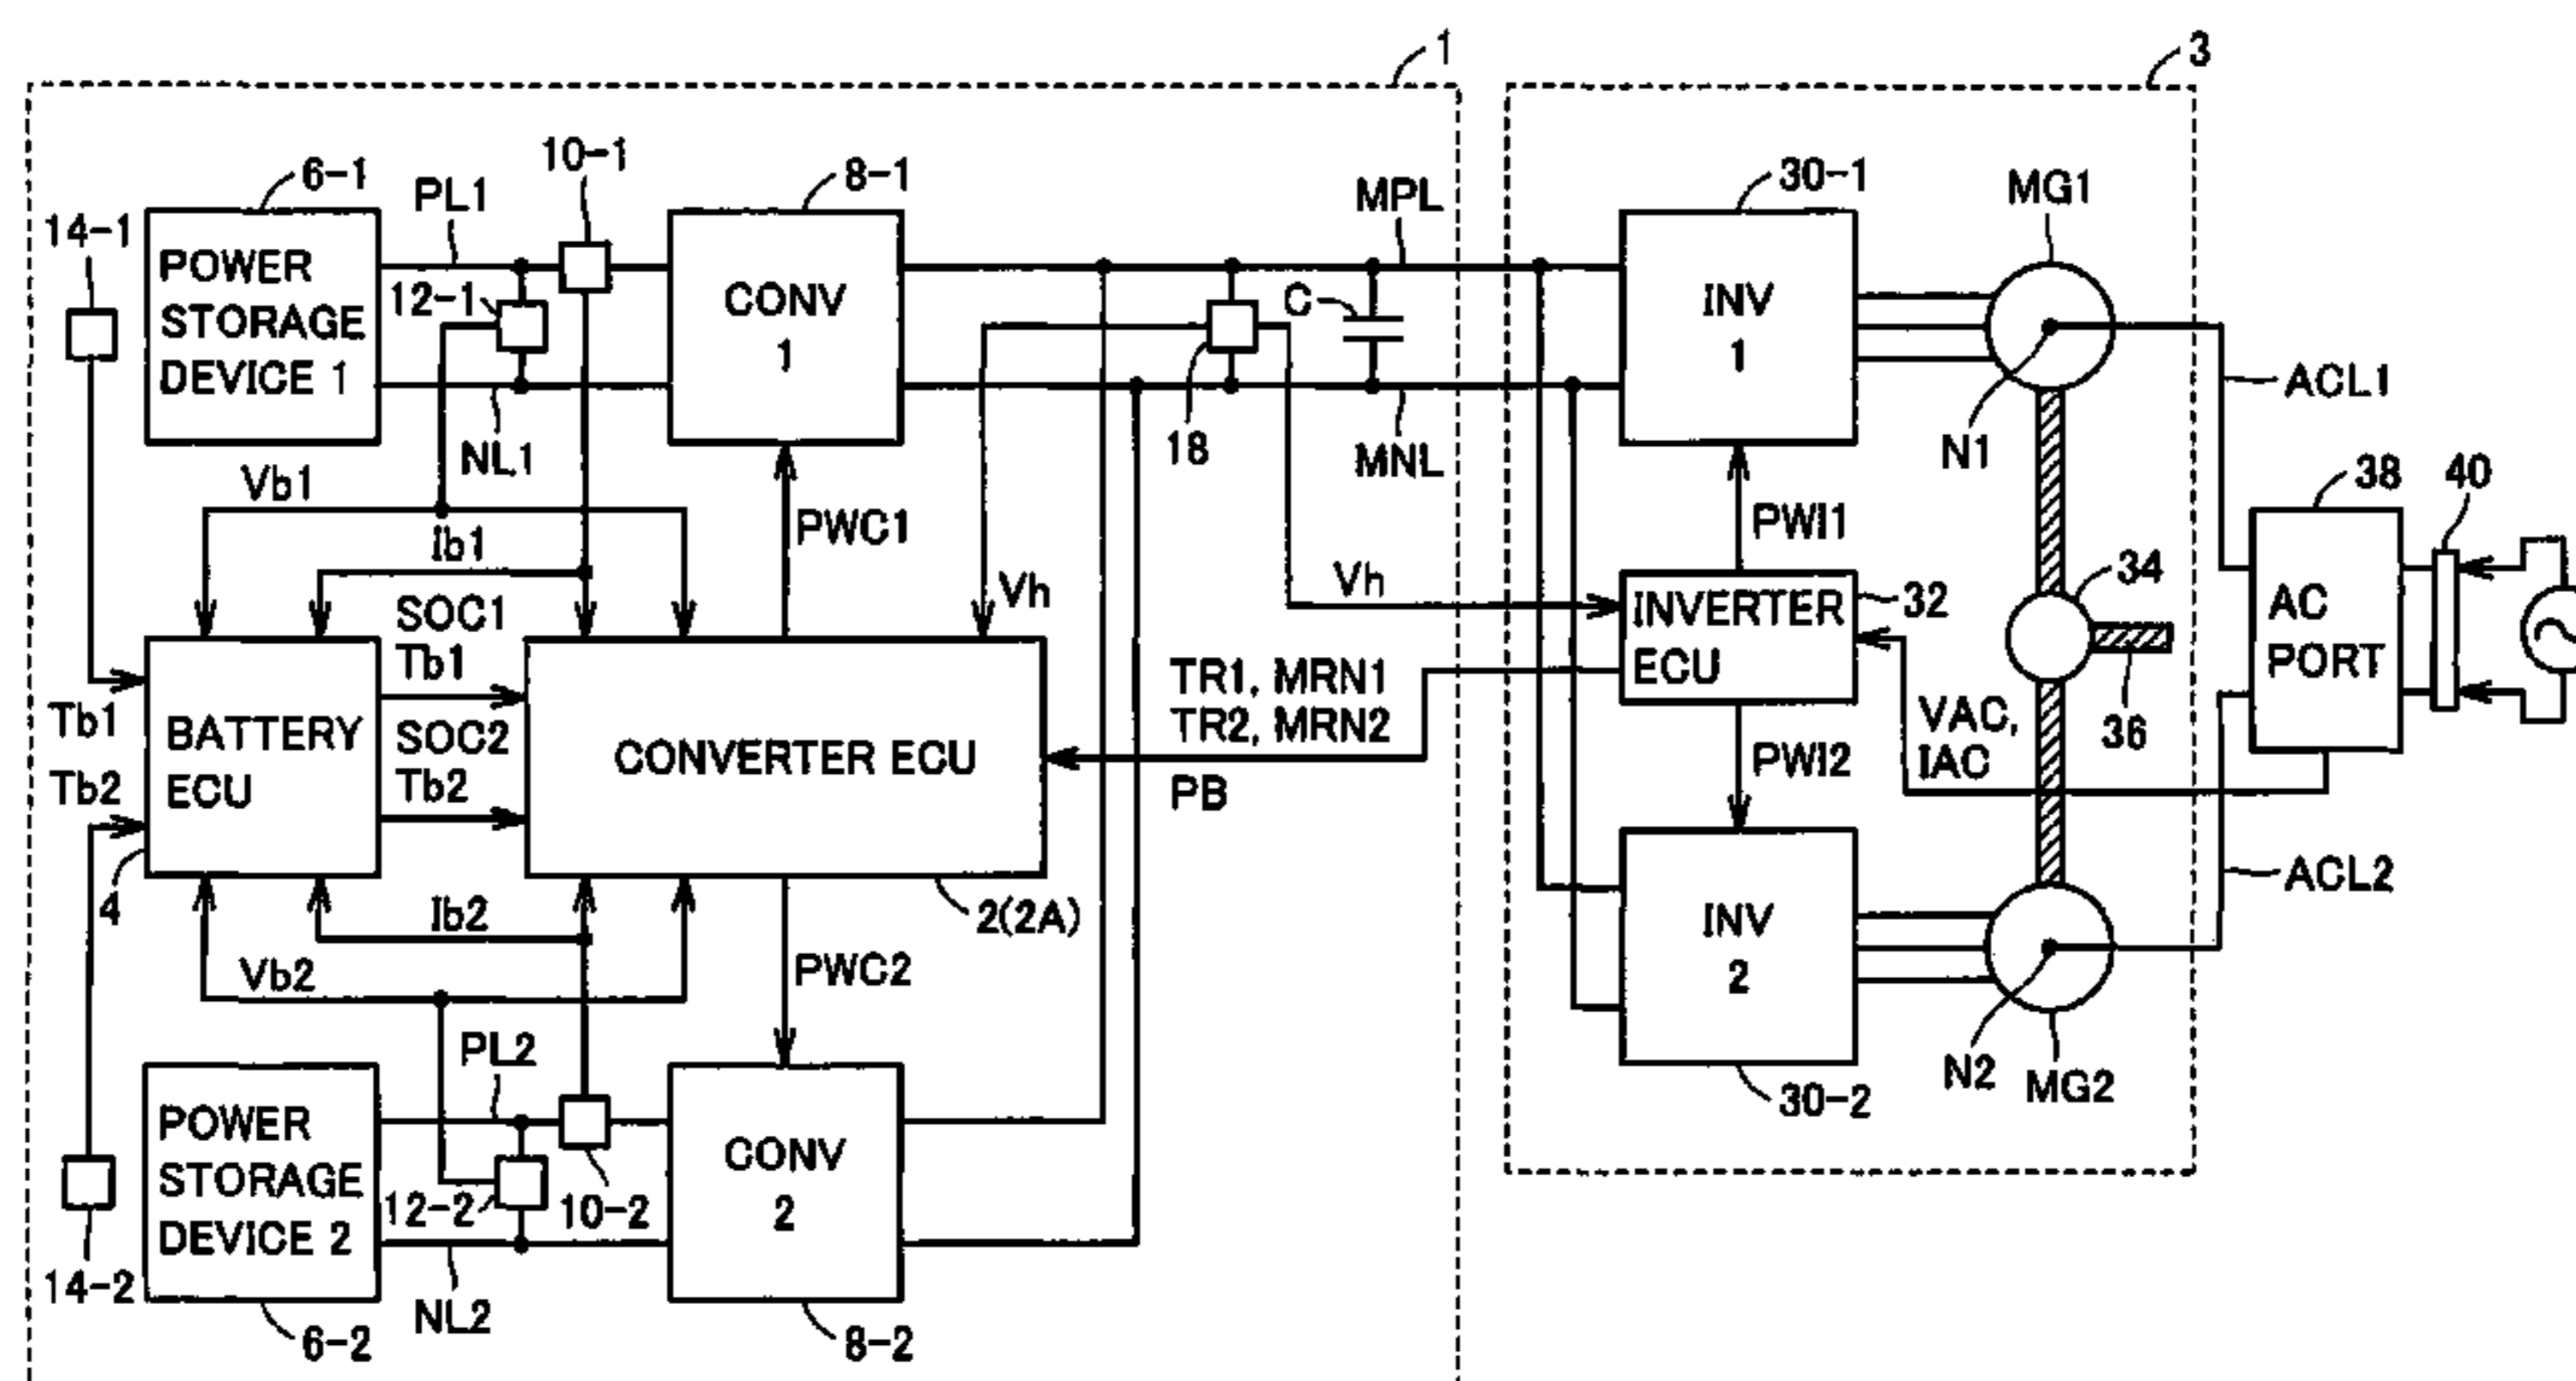 1
3
10-1
6-1
PL1
8-1
MPL
30-1
MG1
14-1
POWER
STORAGE
DEVICE 1
12-1
CONV
1
C
INV
1
18
NL1
MNL
N1
ACL1
Vb1
Ib1
PWC1
Vh
Vh
PWI1
38
40
SOC1
Tb1
INVERTER
ECU
32
34
AC
PORT
Tb1
Tb2
BATTERY
ECU
SOC2
Tb2
CONVERTER ECU
TR1, MRN1
TR2, MRN2
PB
PWI2
VAC,
IAC
36
4
Ib2
2(2A)
ACL2
Vb2
PWC2
INV
2
PL2
N2
MG2
30-2
POWER
STORAGE
DEVICE 2
12-2
10-2
CONV
2
14-2
NL2
6-2
8-2